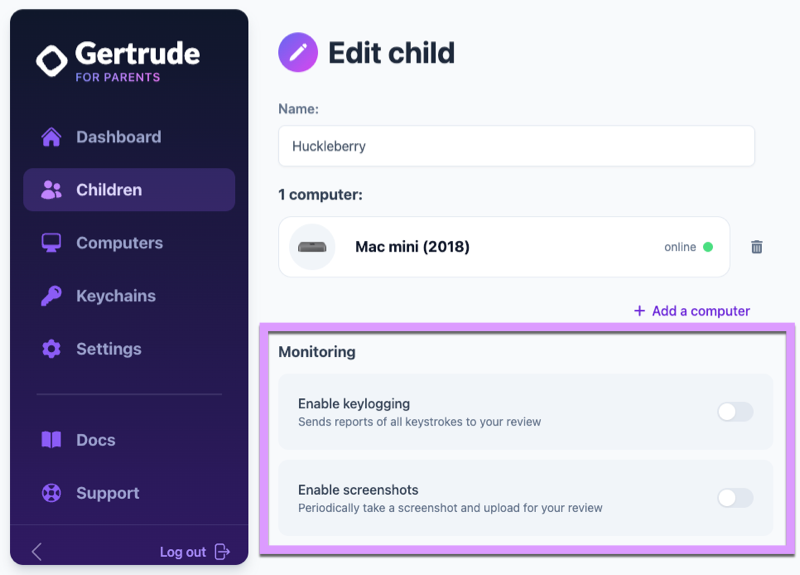 Gertrude
FOR PARENTS
Dashboard
Children
Computers
Keychains
Settings
Docs
Support
Log out
Edit child
Name:
Huckleberry
1 computer:
Mac mini (2018)
online
+ Add a computer
Monitoring
Enable keylogging
Sends reports of all keystrokes to your review
Enable screenshots
Periodically take a screenshot and upload for your review